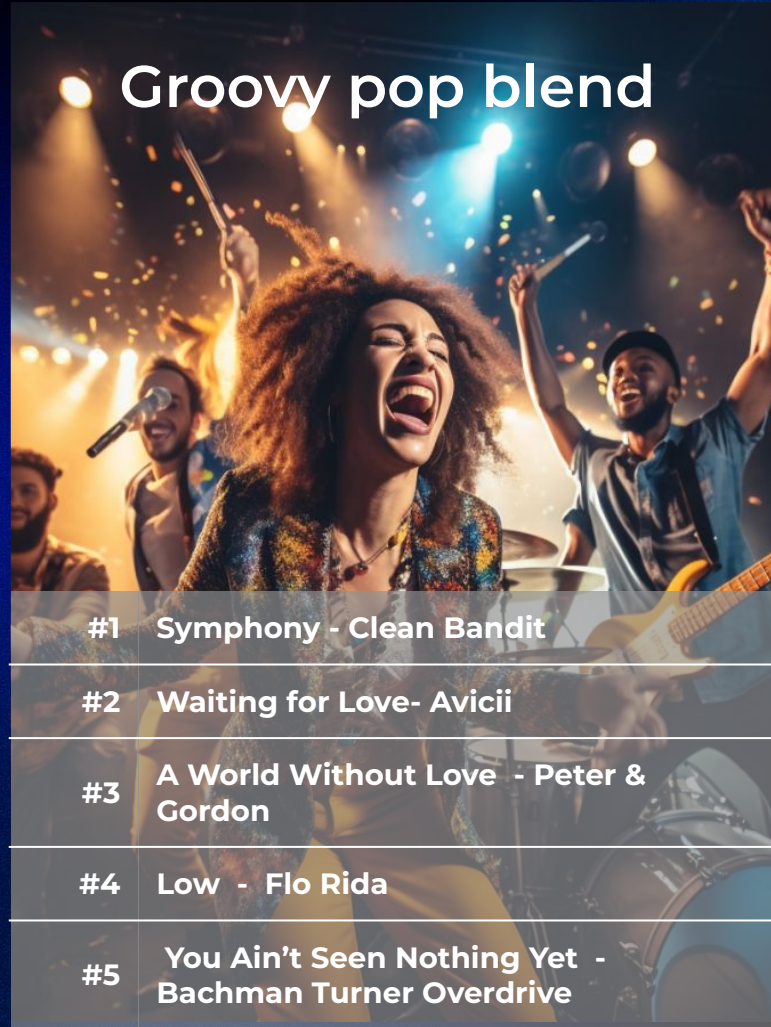 Groovy pop blend
#1 Symphony - Clean Bandit
#2 Waiting for Love- Avicii
#3 A World Without Love - Peter &
Gordon
#4 Low - Flo Rida
#5 You Ain’t Seen Nothing Yet -
Bachman Turner Overdrive